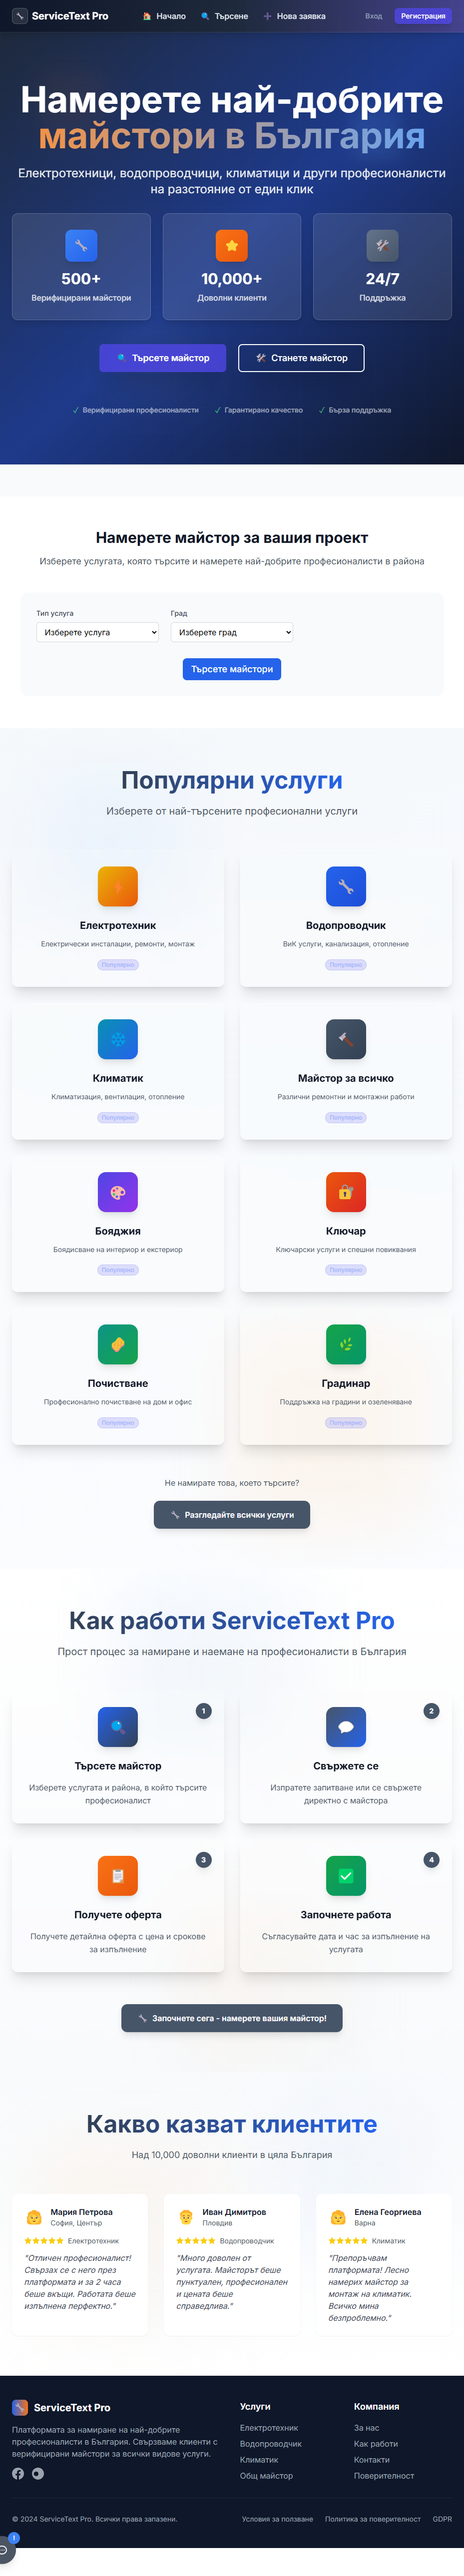 ServiceText Pro
Начало
Търсене
Нова заявка
Вход
Регистрация
Намерете най-добрите
майстори в България
Електротехници, водопроводчици, климатици и други професионалисти
на разстояние от един клик
500+
Верифицирани майстори
10,000+
Доволни клиенти
24/7
Поддръжка
Търсете майстор
Станете майстор
✓ Верифицирани професионалисти
✓ Гарантирано качество
✓ Бърза поддръжка
Намерете майстор за вашия проект
Изберете услугата, която търсите и намерете най-добрите професионалисти в района
Тип услуга
Град
Изберете услуга
Изберете град
Търсете майстори
Популярни услуги
Изберете от най-търсените професионални услуги
Електротехник
Електрически инсталации, ремонти, монтаж
Популярно
Водопроводчик
ВиК услуги, канализация, отопление
Популярно
Климатик
Климатизация, вентилация, отопление
Популярно
Майстор за всичко
Различни ремонтни и монтажни работи
Популярно
Бояджия
Боядисване на интериор и екстериор
Популярно
Ключар
Ключарски услуги и спешни повиквания
Популярно
Почистване
Професионално почистване на дом и офис
Популярно
Градинар
Поддръжка на градини и озеленяване
Популярно
Не намирате това, което търсите?
Разгледайте всички услуги
Как работи ServiceText Pro
Прост процес за намиране и наемане на професионалисти в България
1
Търсете майстор
Изберете услугата и района, в който търсите
професионалист
2
Свържете се
Изпратете запитване или се свържете
директно с майстора
3
Получете оферта
Получете детайлна оферта с цена и срокове
за изпълнение
4
Започнете работа
Съгласувайте дата и час за изпълнение на
услугата
Започнете сега - намерете вашия майстор!
Какво казват клиентите
Над 10,000 доволни клиенти в цяла България
Мария Петрова
София, Център
Електротехник
"Отличен професионалист!
Свързах се с него през
платформата и за 2 часа
беше вкъщи. Работата беше
изпълнена перфектно."
Иван Димитров
Пловдив
Водопроводчик
"Много доволен от
услугата. Майсторът беше
пунктуален, професионален
и цената беше
справедлива."
Елена Георгиева
Варна
Климатик
"Препоръчвам
платформата! Лесно
намерих майстор за
монтаж на климатик.
Всичко мина
безпроблемно."
ServiceText Pro
Платформата за намиране на най-добрите
професионалисти в България. Свързваме клиенти с
верифицирани майстори за всички видове услуги.
Услуги
Електротехник
Водопроводчик
Климатик
Общ майстор
Компания
За нас
Как работи
Контакти
Поверителност
© 2024 ServiceText Pro. Всички права запазени.
Условия за ползване
Политика за поверителност
GDPR